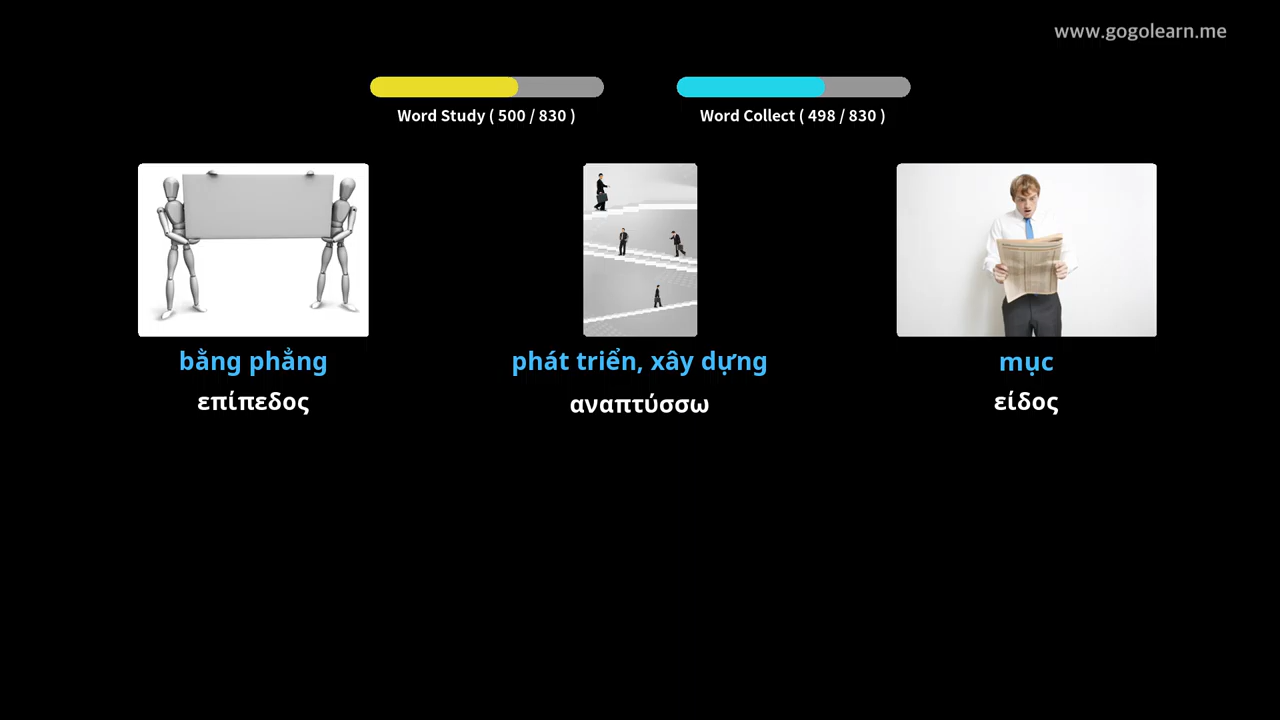 www.gogolearn.me
Word Study ( 500 / 830 )
Word Collect ( 498 / 830 )
bằng phẳng
phát triển, xây dựng
mục
επίπεδος
αναπτύσσω
είδος